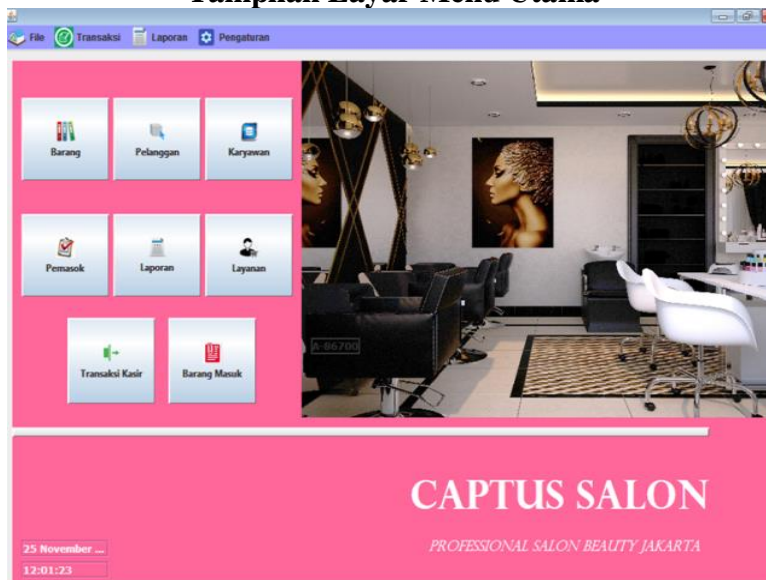 Tampilan Layar Menu Utama
File Transaksi Laporan Pengaturan
Barang Pelanggan Karyawan
Pemasok Laporan Layanan
A-86700
Transaksi Kasir Barang Masuk
CAPTUS SALON
PROFESSIONAL SALON BEAUTY JAKARTA
25 November ...
12:01:23